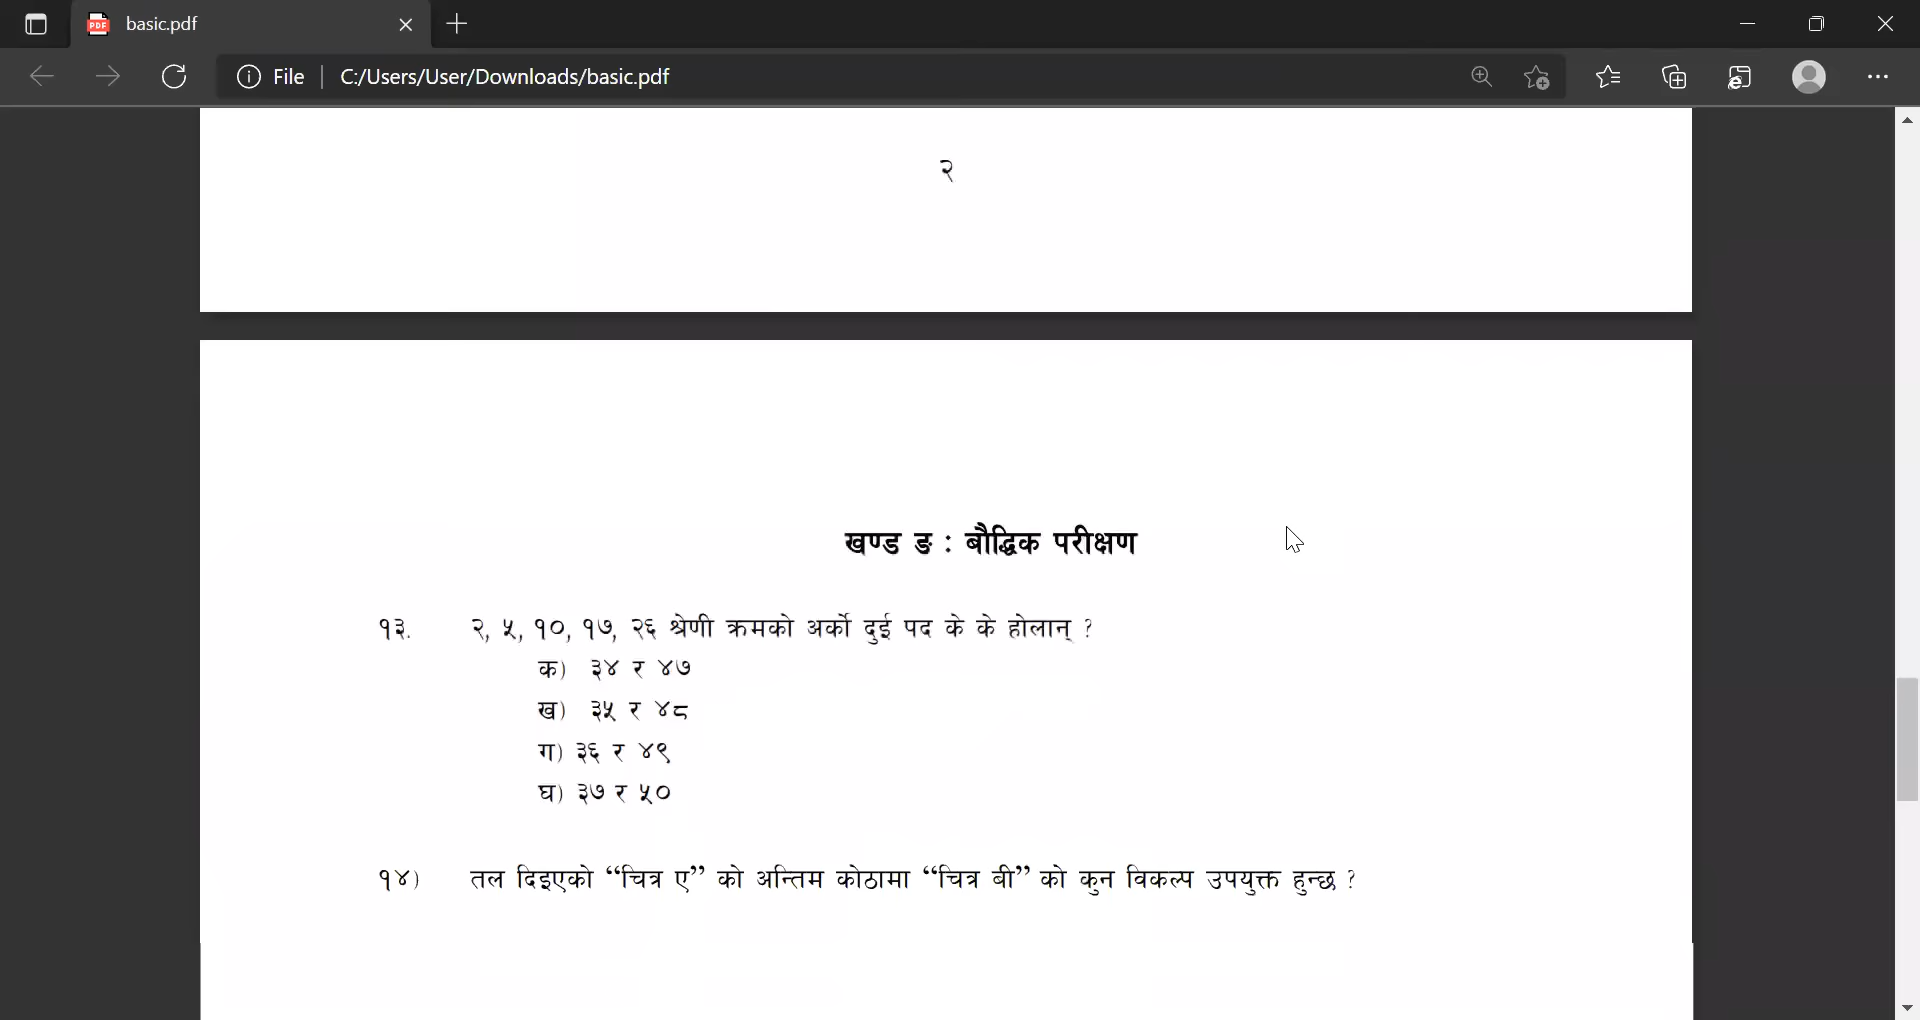 basic.pdf
File C:/Users/User/Downloads/basic.pdf
२
खण्ड ङ : बौद्धिक परीक्षण
१३. २, ५, १०, १७, २६ श्रेणी क्रमको अर्को दुई पद के के होलान् ?
क) ३४ र ४७
ख) ३५ र ४८
ग) ३६ र ४९
घ) ३७ र ५०
१४) तल दिइएको “चित्र ए” को अन्तिम कोठामा “चित्र बी” को कुन विकल्प उपयुक्त हुन्छ ?